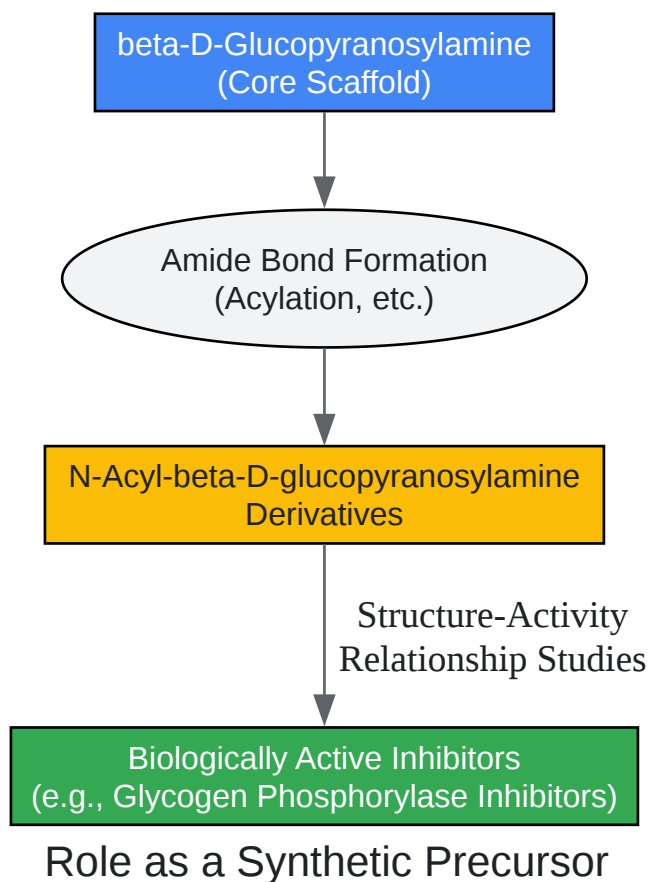 beta-D-Glucopyranosylamine
(Core Scaffold)
Amide Bond Formation
(Acylation, etc.)
N-Acyl-beta-D-glucopyranosylamine
Derivatives
Structure-Activity
Relationship Studies
Biologically Active Inhibitors
(e.g., Glycogen Phosphorylase Inhibitors)
Role as a Synthetic Precursor